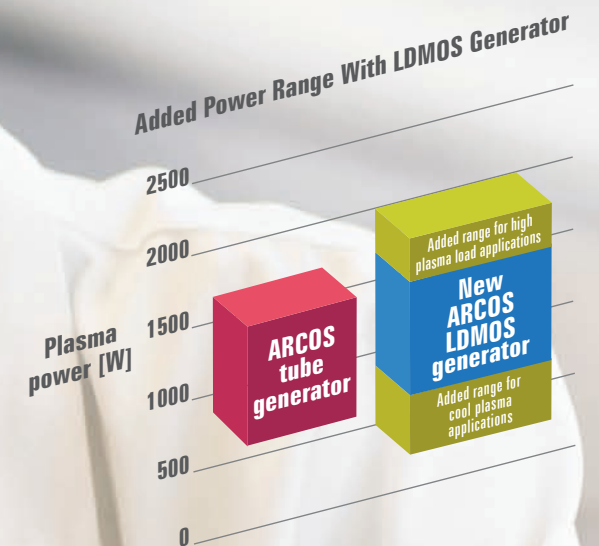 Added Power Range With LDMOS Generator
2500
2000
1500
1000
500
0
Plasma
power [W]
ARCOS
tube
generator
Added range for high
plasma load applications
New
ARCOS
LDMOS
generator
Added range for
cool plasma
applications